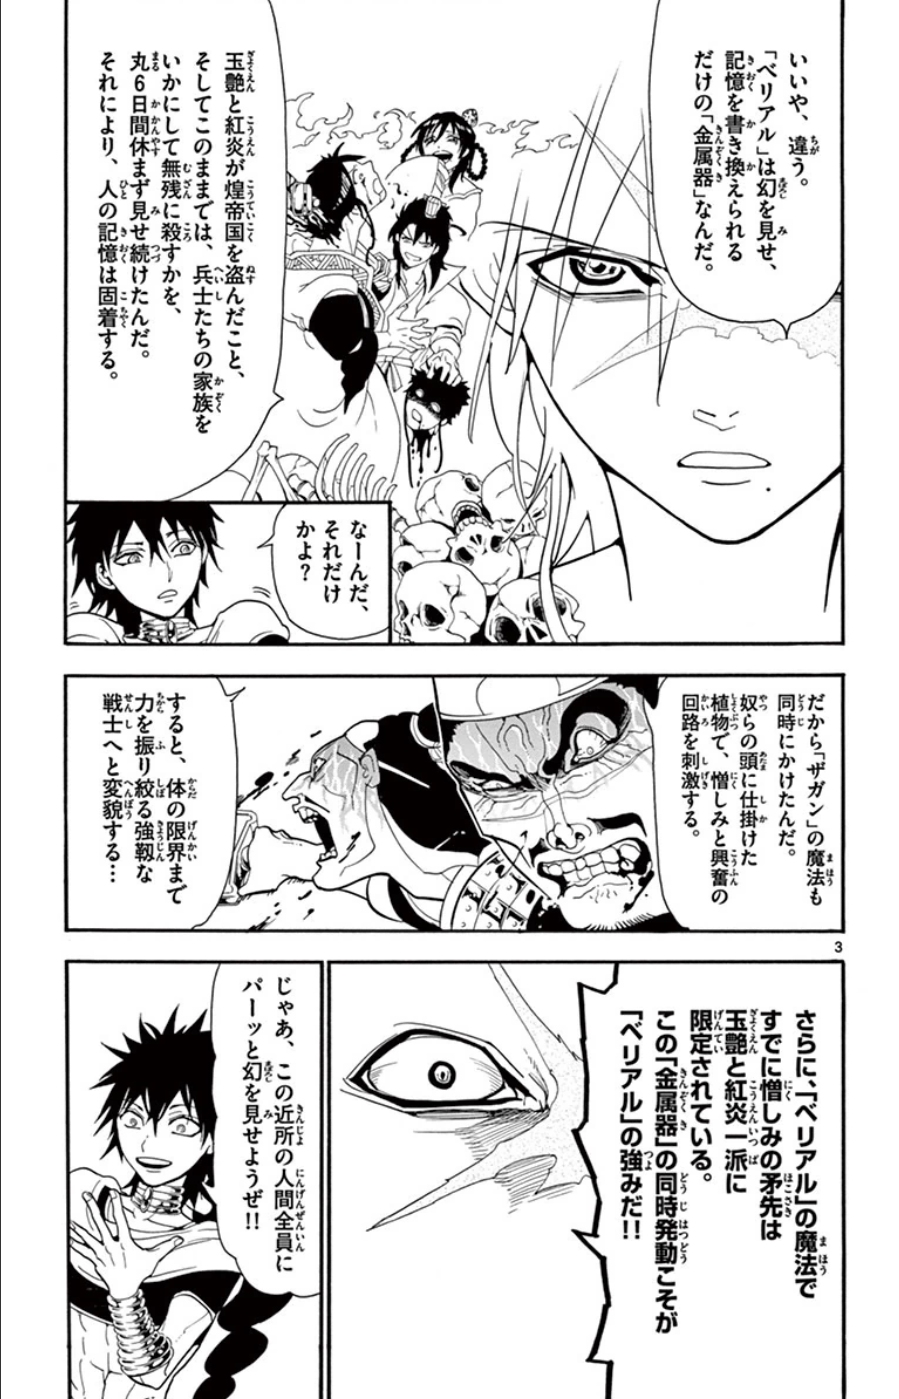 いいや、違う。
「ベリアル」は幻を見せ、
記憶を書き換えられる
だけの「金属器」なんだ。
玉艶と紅炎が煌帝国を盗んだこと、
そしてこのままでは、兵士たちの家族を
いかにして無残に殺すかを、
丸6日間休まず見せ続けたんだ。
それにより、人の記憶は固着する。
なーんだ、
それだけ
かよ？
だから「ザガン」の魔法も
同時にかけたんだ。
奴らの頭に仕掛けた
植物で、憎しみと興奮の
回路を刺激する。
すると、体の限界まで
力を振り絞る強靱な
戦士へと変貌する…
3
さらに、「ベリアル」の魔法で
すでに憎しみの矛先は
玉艶と紅炎一派に
限定されている。
この「金属器」の同時発動こそが
「ベリアル」の強みだ!!
じゃあ、この近所の人間全員に
パーッと幻を見せようぜ!!